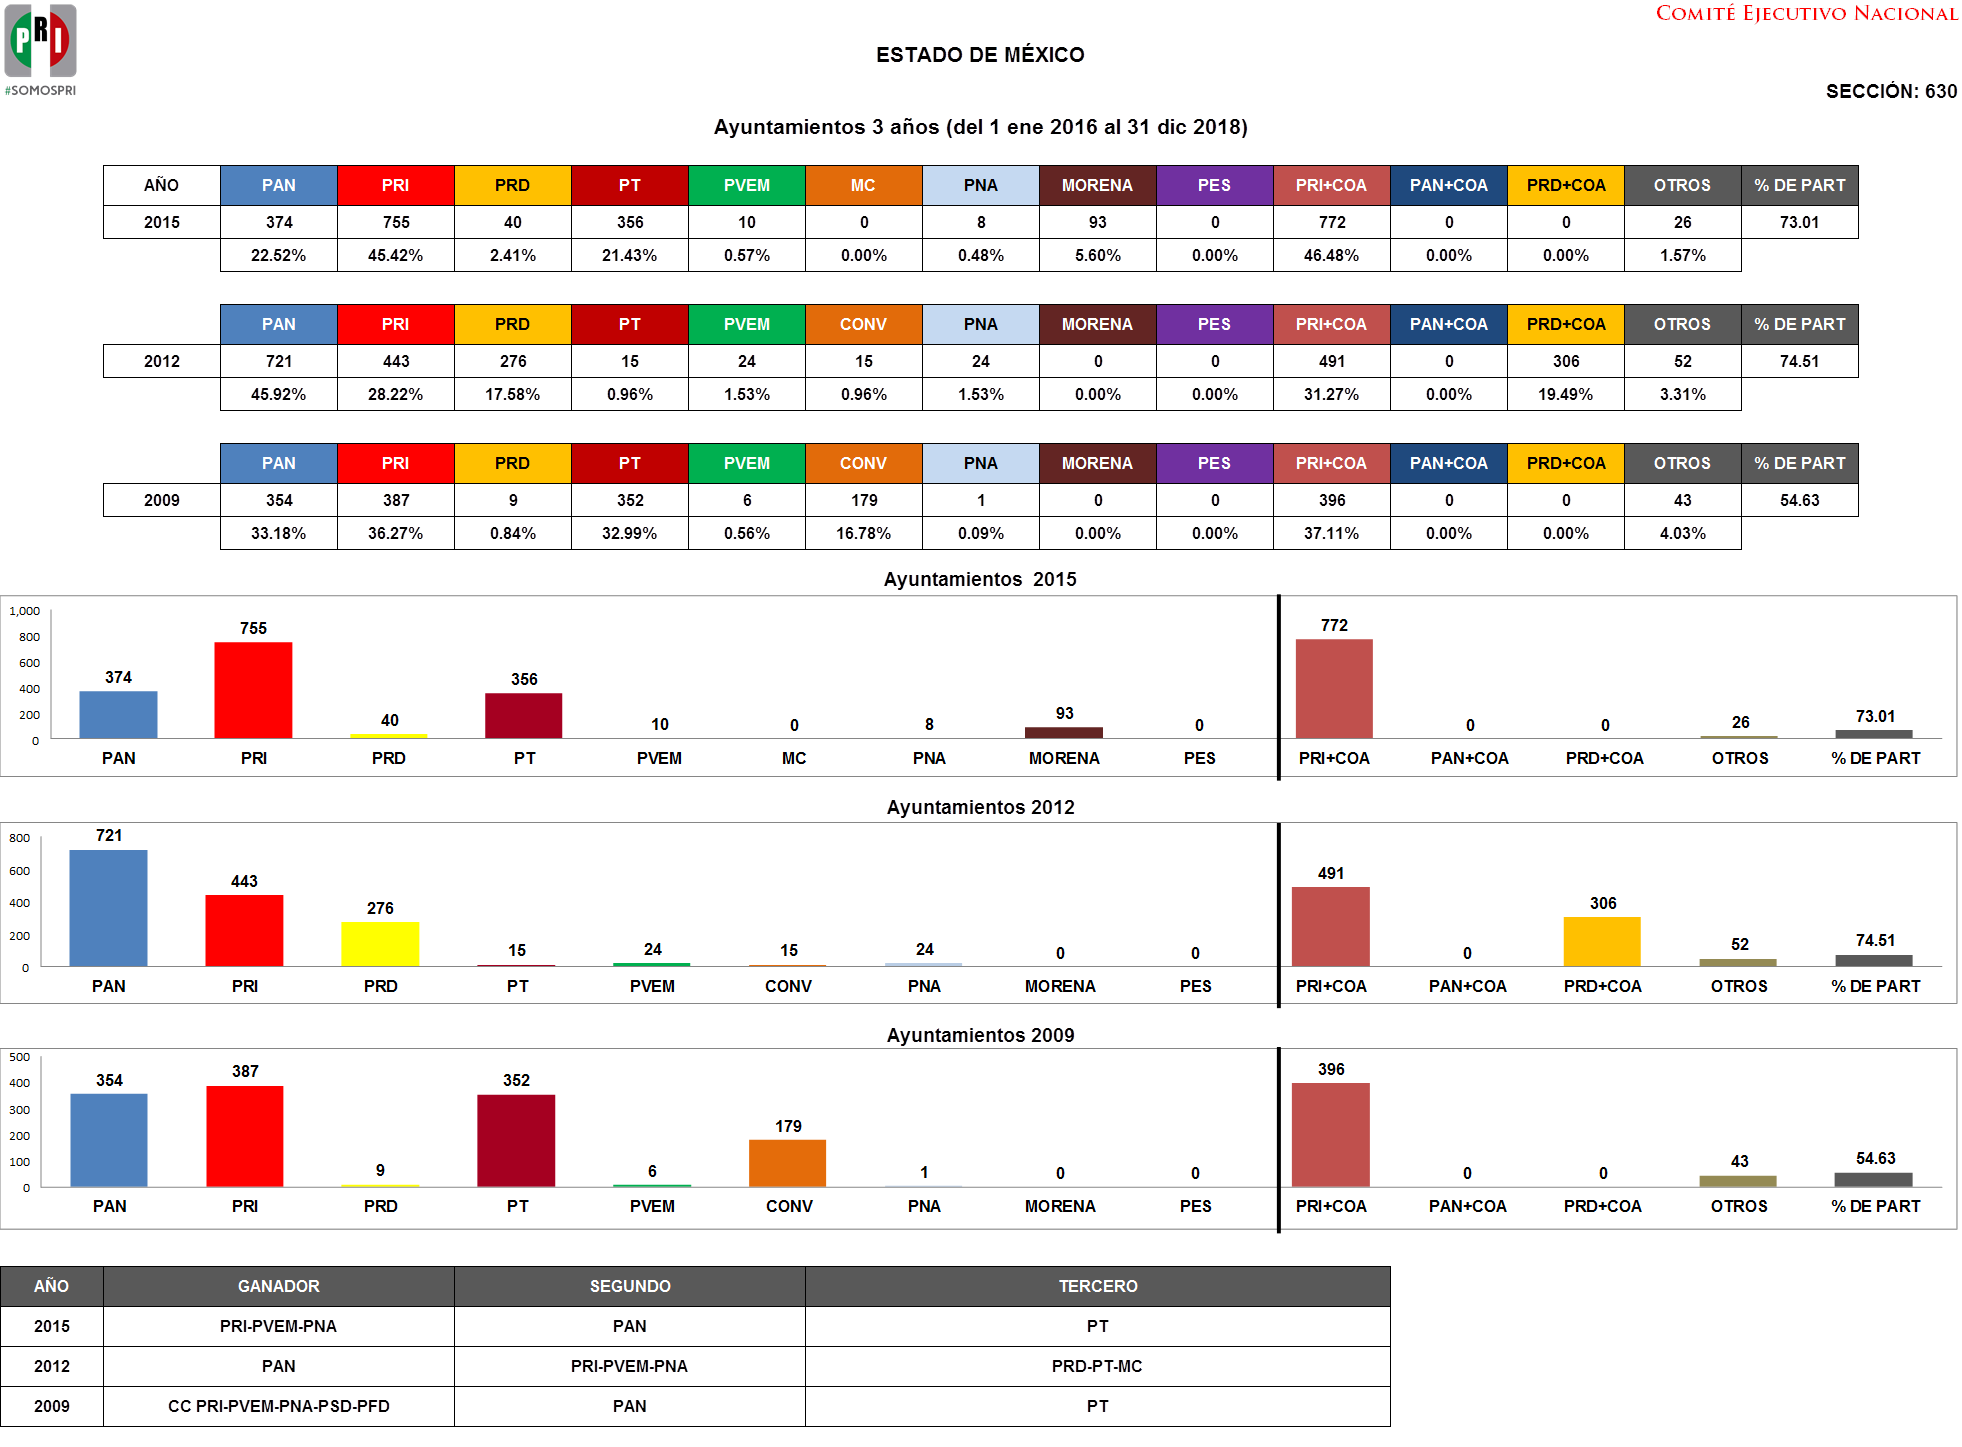 PRI
#SOMOSPRI
COMITÉ EJECUTIVO NACIONAL
ESTADO DE MÉXICO
SECCIÓN: 630
Ayuntamientos 3 años (del 1 ene 2016 al 31 dic 2018)
AÑO PAN PRI PRD PT PVEM MC PNA MORENA PES PRI+COA PAN+COA PRD+COA OTROS % DE PART
2015 374 755 40 356 10 0 8 93 0 772 0 0 26 73.01
22.52% 45.42% 2.41% 21.43% 0.57% 0.00% 0.48% 5.60% 0.00% 46.48% 0.00% 0.00% 1.57%
PAN PRI PRD PT PVEM CONV PNA MORENA PES PRI+COA PAN+COA PRD+COA OTROS % DE PART
2012 721 443 276 15 24 15 24 0 0 491 0 306 52 74.51
45.92% 28.22% 17.58% 0.96% 1.53% 0.96% 1.53% 0.00% 0.00% 31.27% 0.00% 19.49% 3.31%
PAN PRI PRD PT PVEM CONV PNA MORENA PES PRI+COA PAN+COA PRD+COA OTROS % DE PART
2009 354 387 9 352 6 179 1 0 0 396 0 0 43 54.63
33.18% 36.27% 0.84% 32.99% 0.56% 16.78% 0.09% 0.00% 0.00% 37.11% 0.00% 0.00% 4.03%
Ayuntamientos 2015
1,000
800
600
400
200
0
374 755 40 356 10 0 8 93 0 772 0 0 26 73.01
PAN PRI PRD PT PVEM MC PNA MORENA PES PRI+COA PAN+COA PRD+COA OTROS % DE PART
Ayuntamientos 2012
800
600
400
200
0
721 443 276 15 24 15 24 0 0 491 0 306 52 74.51
PAN PRI PRD PT PVEM CONV PNA MORENA PES PRI+COA PAN+COA PRD+COA OTROS % DE PART
Ayuntamientos 2009
500
400
300
200
100
0
354 387 9 352 6 179 1 0 0 396 0 0 43 54.63
PAN PRI PRD PT PVEM CONV PNA MORENA PES PRI+COA PAN+COA PRD+COA OTROS % DE PART
AÑO GANADOR SEGUNDO TERCERO
2015 PRI-PVEM-PNA PAN PT
2012 PAN PRI-PVEM-PNA PRD-PT-MC
2009 CC PRI-PVEM-PNA-PSD-PFD PAN PT